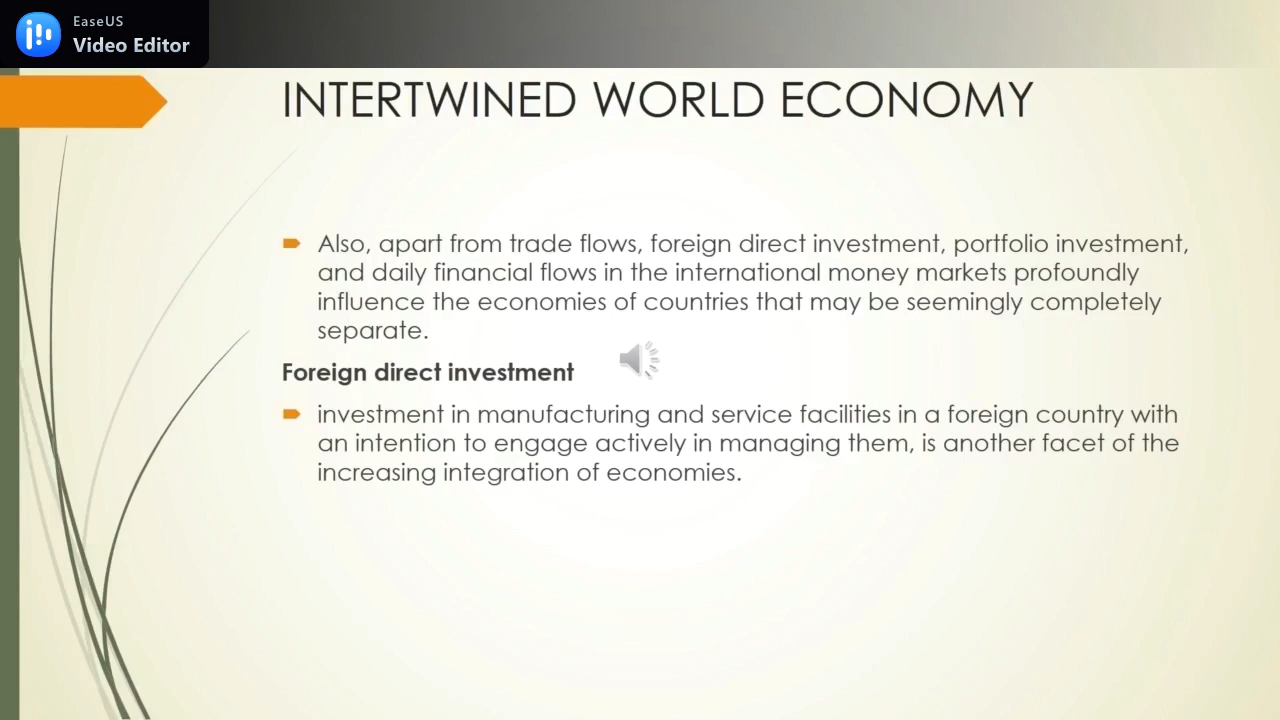 EaseUS
Video Editor
INTERTWINED WORLD ECONOMY
Also, apart from trade flows, foreign direct investment, portfolio investment,
and daily financial flows in the international money markets profoundly
influence the economies of countries that may be seemingly completely
separate.
Foreign direct investment
investment in manufacturing and service facilities in a foreign country with
an intention to engage actively in managing them, is another facet of the
increasing integration of economies.